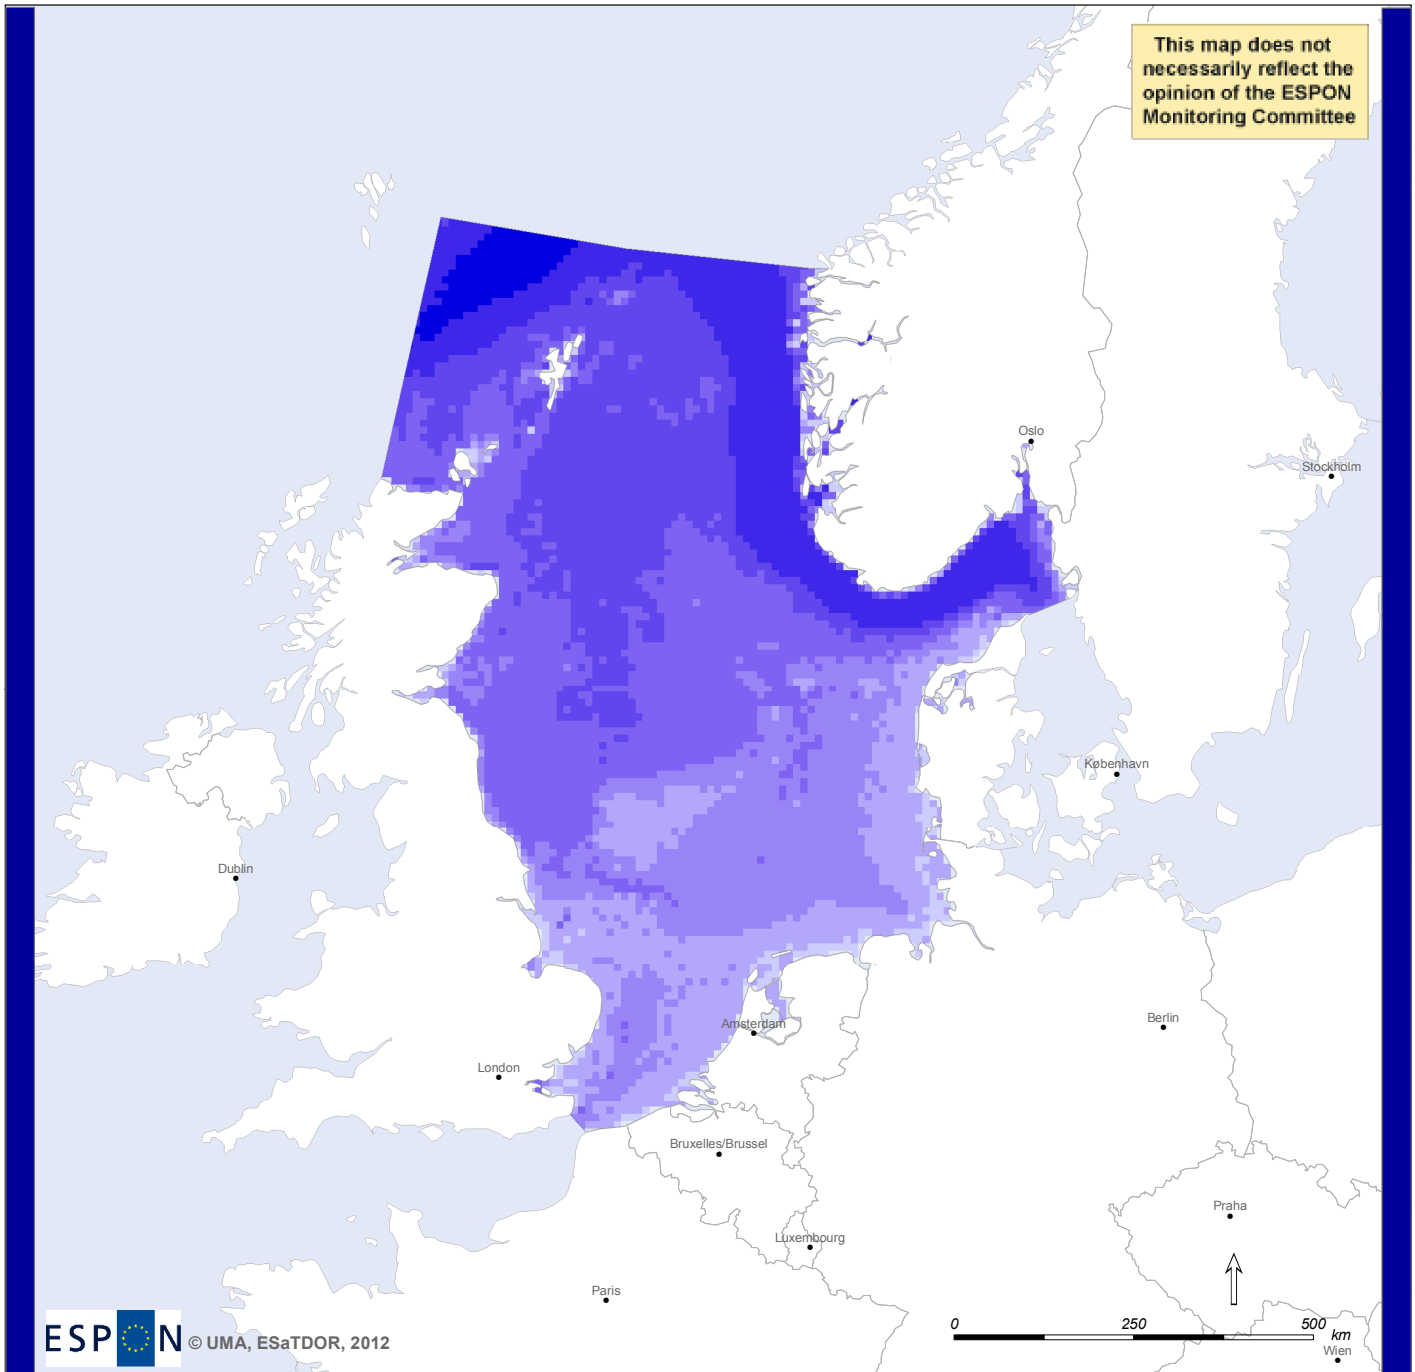 This map does not
necessarily reflect the
opinion of the ESPON
Monitoring Committee
Oslo
Stockholm
København
Dublin
Amsterdam
Berlin
London
Bruxelles/Brussel
Praha
Luxembourg
Paris
0 250 500
km
Wien
ESPON © UMA, ESaTDOR, 2012